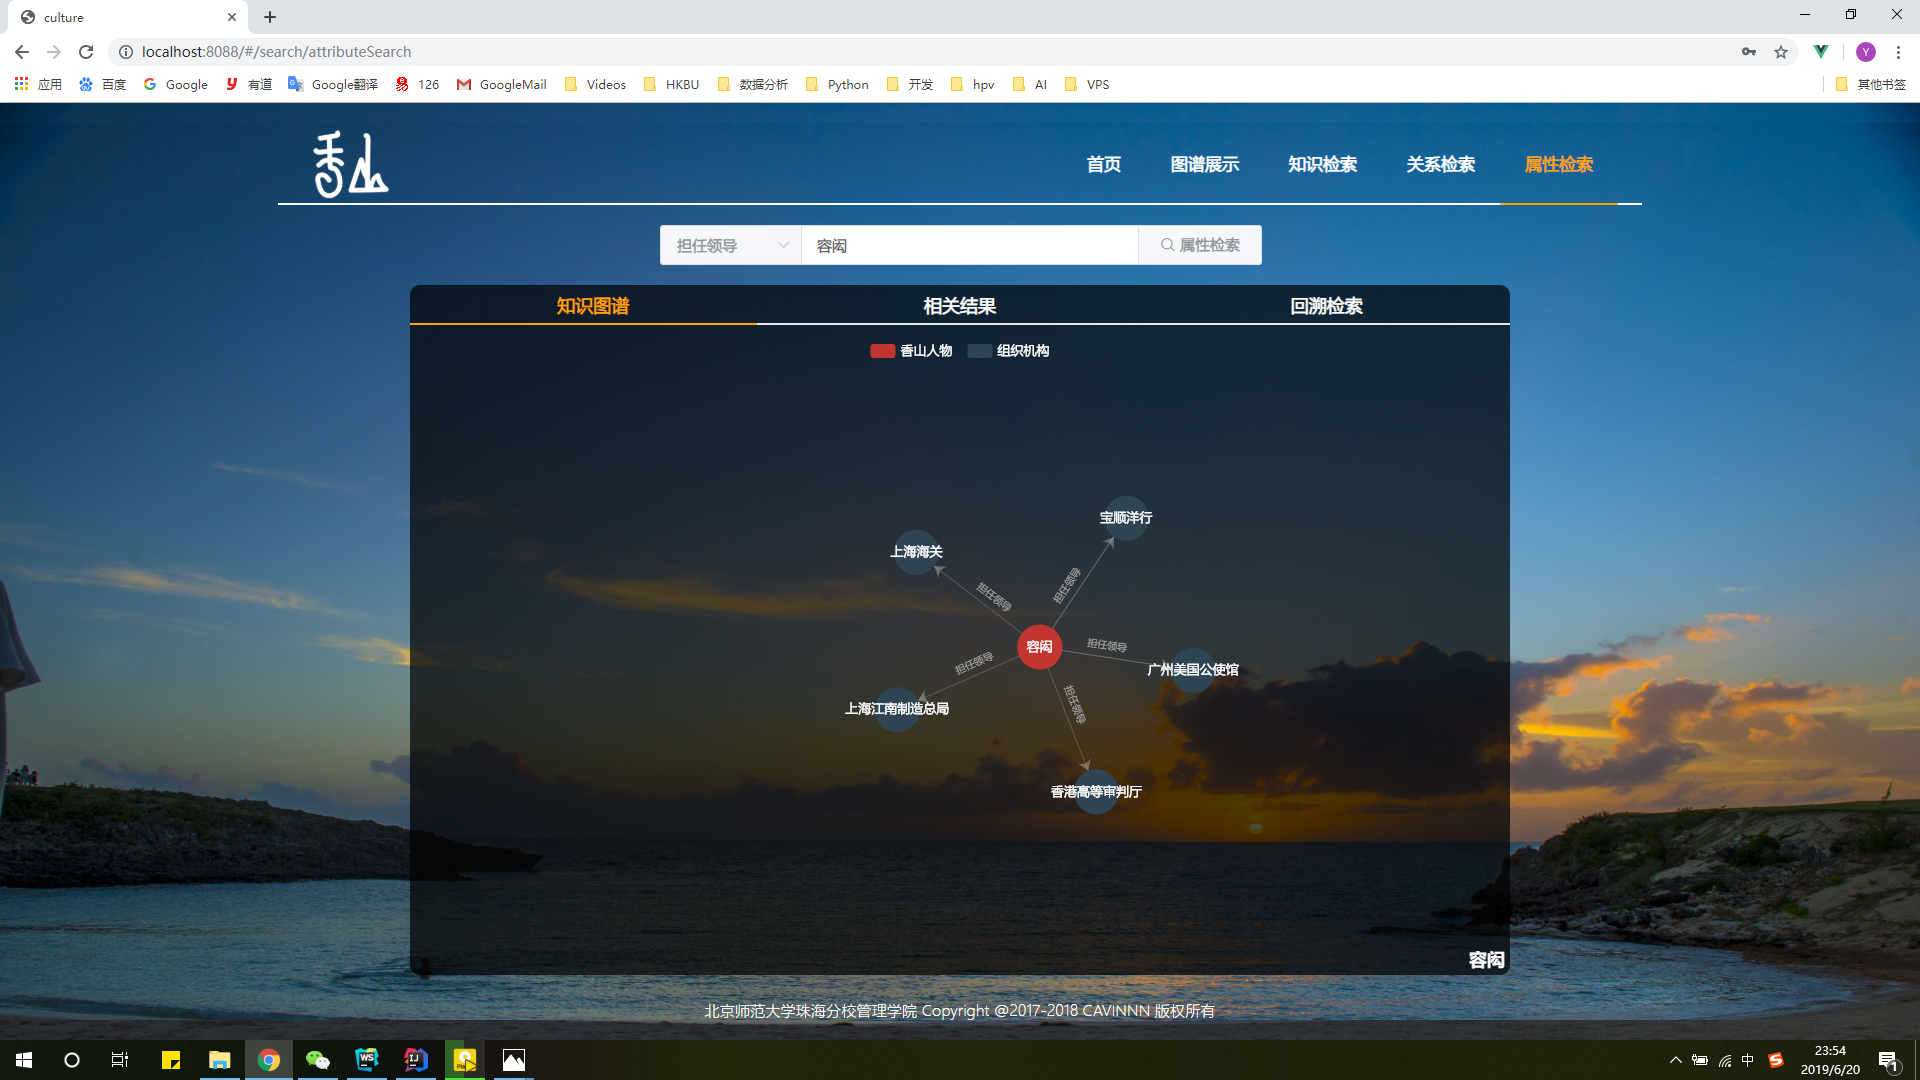 culture
localhost:8088/#/search/attributeSearch
Y
应用 百度 Google 有道 Google翻译 126 GoogleMail Videos HKBU 数据分析 Python 开发 hpv AI VPS 其他书签
香山
首页 图谱展示 知识检索 关系检索 属性检索
担任领导 容闳 属性检索
知识图谱 相关结果 回溯检索
香山人物 组织机构
宝顺洋行
上海海关
担任领导
担任领导
容闳
担任领导
广州美国公使馆
担任领导
上海江南制造总局
担任领导
香港高等审判厅
容闳
北京师范大学珠海分校管理学院 Copyright @2017-2018 CAVINNN 版权所有
WS
IJ
中
23:54
2019/6/20
1